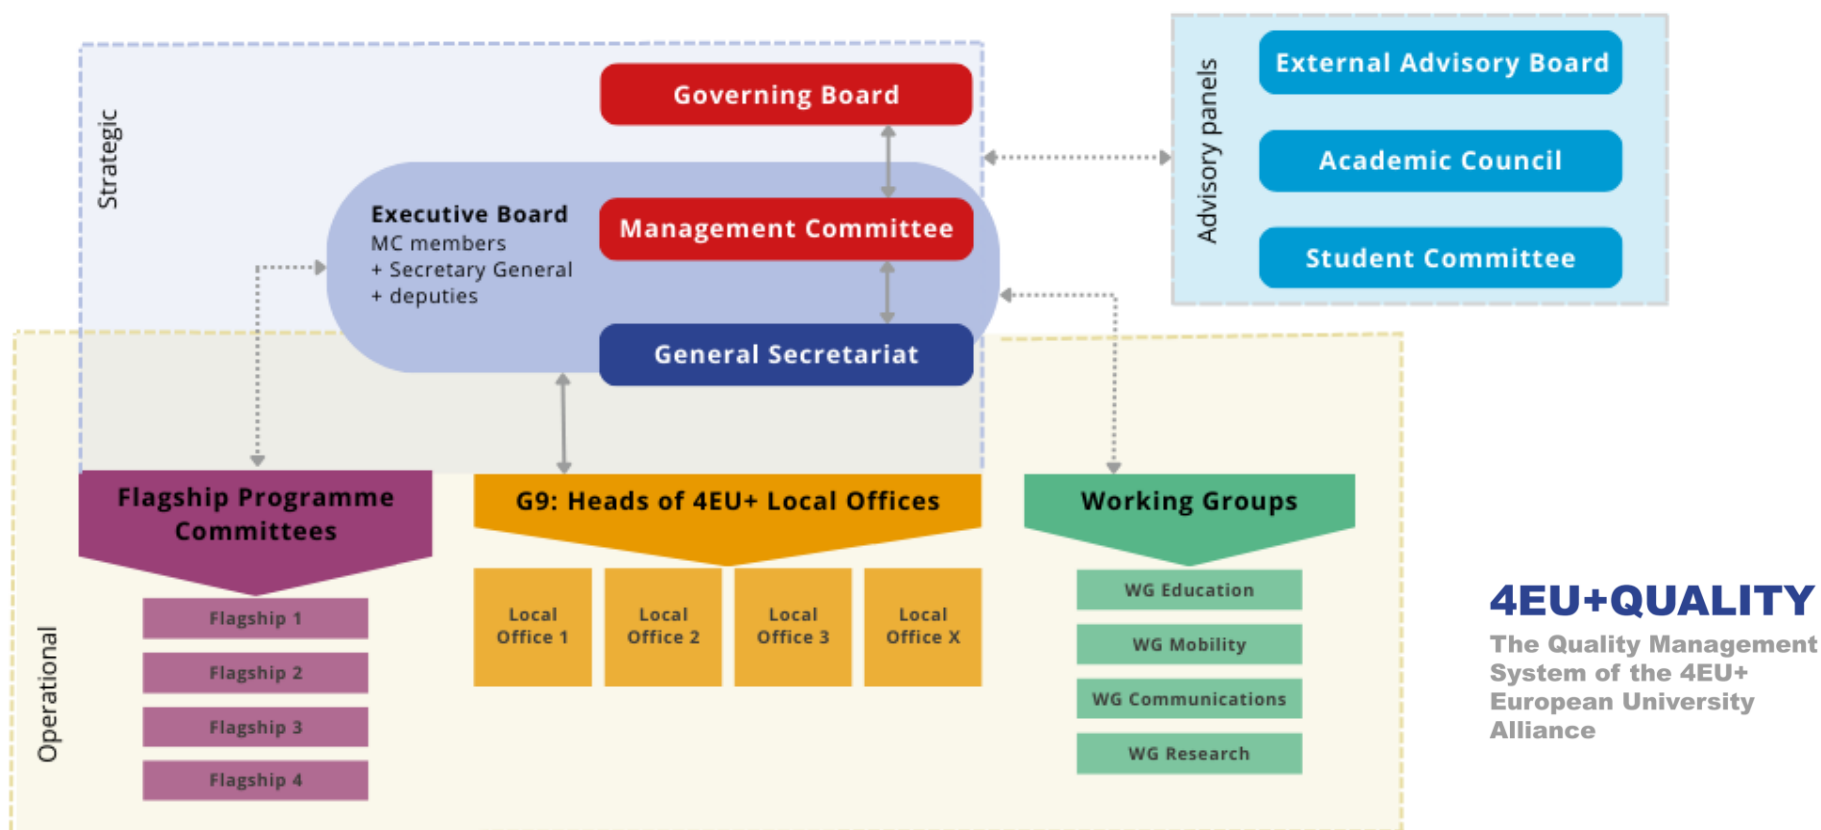 Strategic
Governing Board
Executive Board
MC members
+ Secretary General
+ deputies
Management Committee
General Secretariat
Advisory panels
External Advisory Board
Academic Council
Student Committee
Operational
Flagship Programme
Committees
Flagship 1
Flagship 2
Flagship 3
Flagship 4
G9: Heads of 4EU+ Local Offices
Local
Office 1
Local
Office 2
Local
Office 3
Local
Office X
Working Groups
WG Education
WG Mobility
WG Communications
WG Research
4EU+QUALITY
The Quality Management
System of the 4EU+
European University
Alliance